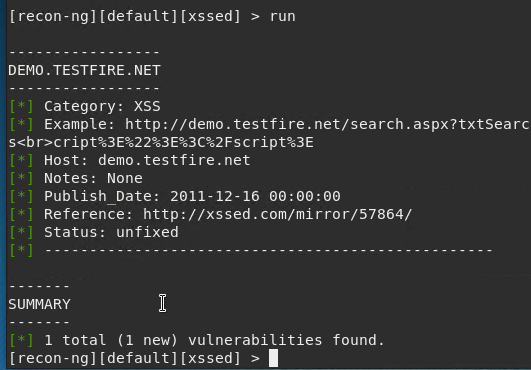 [recon-ng][default][xssed] > run
----------------
DEMO.TESTFIRE.NET
----------------
[*] Category: XSS
[*] Example: http://demo.testfire.net/search.aspx?txtSearc
s<br>cript%3E%22%3E%3C%2Fscript%3E
[*] Host: demo.testfire.net
[*] Notes: None
[*] Publish_Date: 2011-12-16 00:00:00
[*] Reference: http://xssed.com/mirror/57864/
[*] Status: unfixed
[*] --------------------------------------------------
-------
SUMMARY
-------
[*] 1 total (1 new) vulnerabilities found.
[recon-ng][default][xssed] >